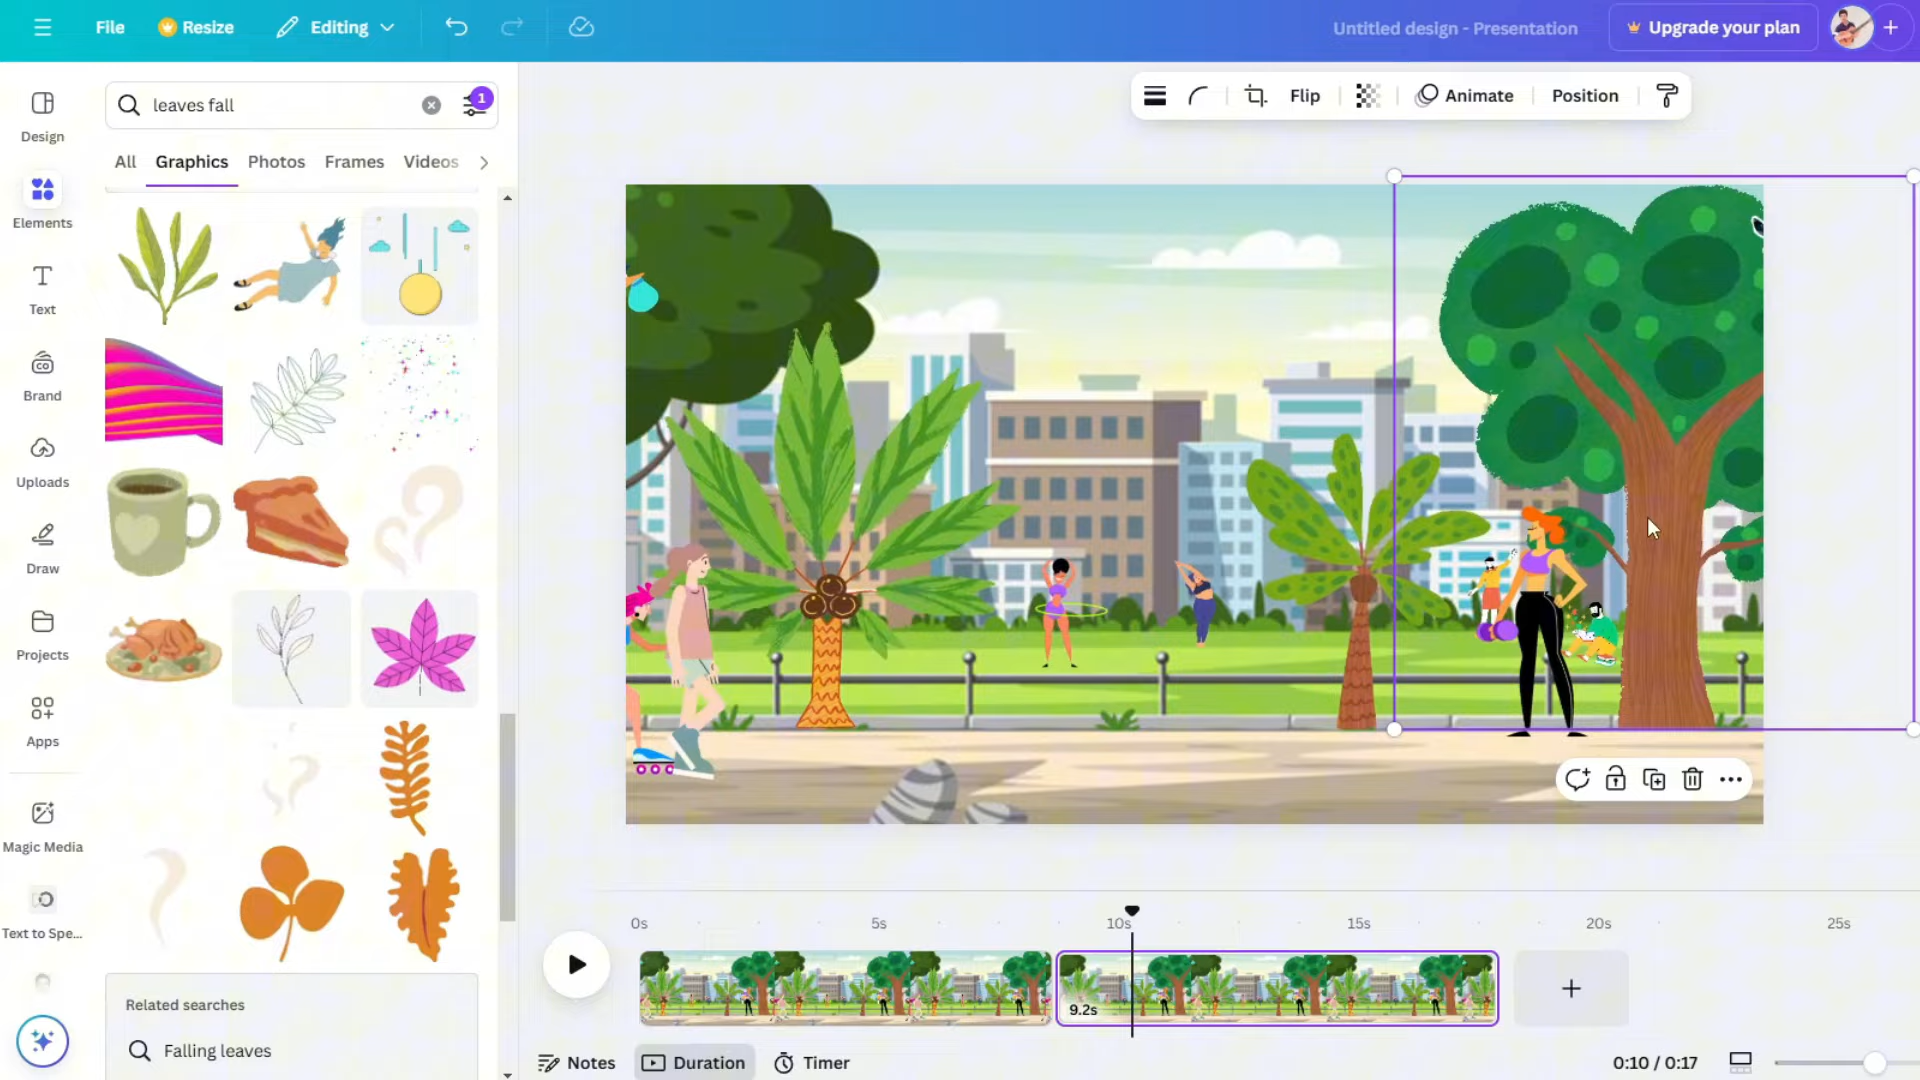 File Resize Editing Untitled design - Presentation Upgrade your plan
leaves fall 1
Flip Animate Position
Design
All Graphics Photos Frames Videos
Elements
Text
Brand
Uploads
Draw
Projects
Apps
Magic Media
Text to Spe...
Related searches
Falling leaves
0s 5s 10s 15s 20s 25s
9.2s
Notes Duration Timer 0:10 / 0:17